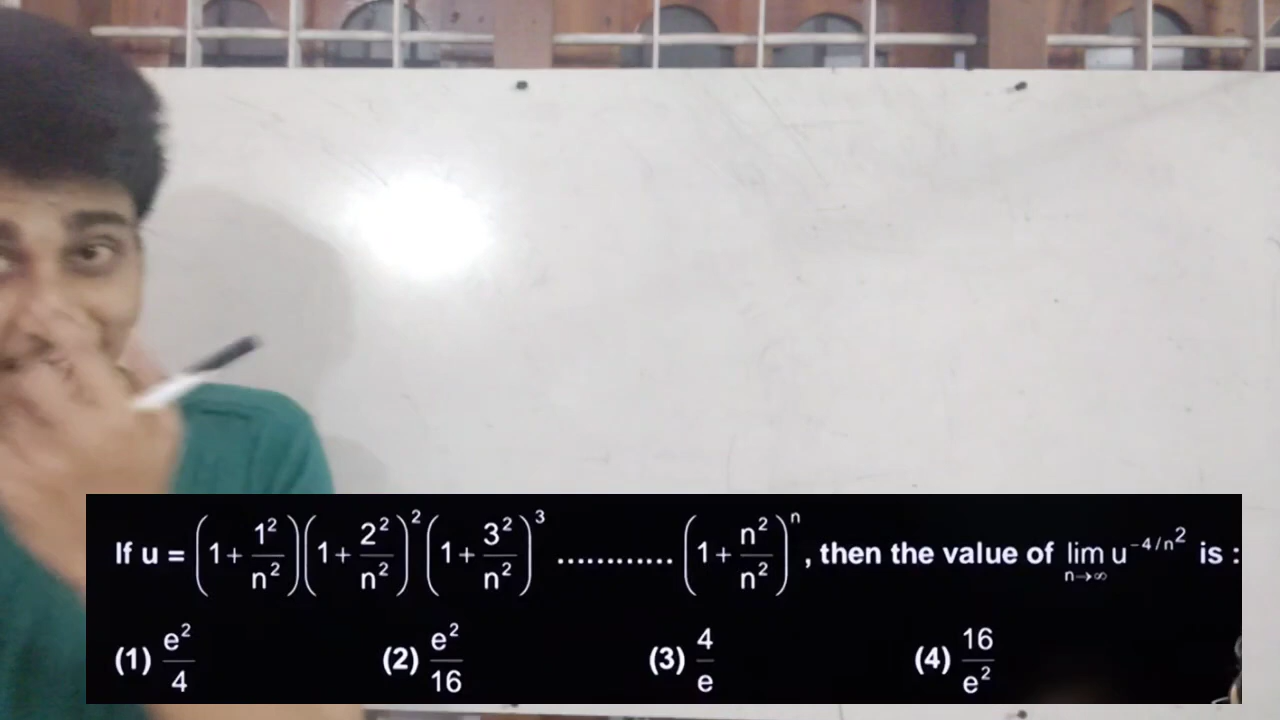 If u = (1+ 1²/n²)(1+ 2²/n²)²(1+ 3²/n²)³ ............ (1+ n²/n²)ⁿ, then the value of lim n→∞ u^(-4/n²) is :
(1) e²/4 (2) e²/16 (3) 4/e (4) 16/e²